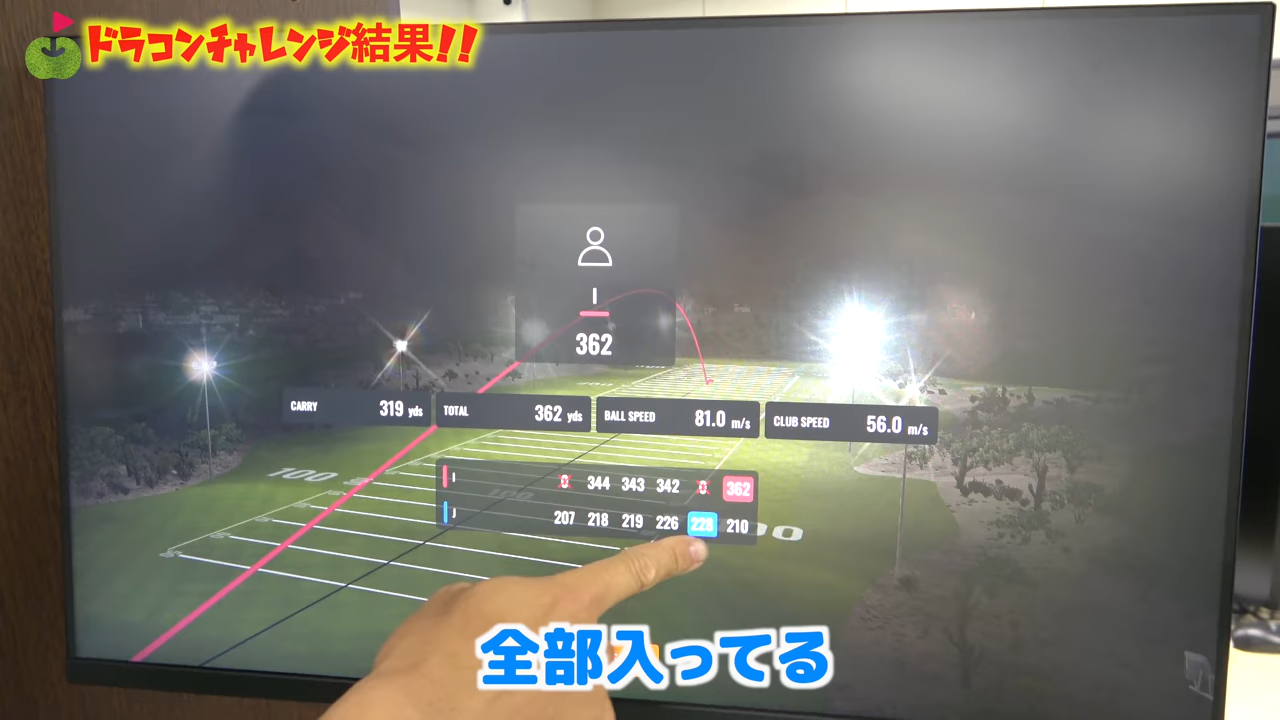 ドラコンチャレンジ結果!!
I
362
CARRY 319 yds TOTAL 362 yds BALL SPEED 81.0 m/s CLUB SPEED 56.0 m/s
100
I 0 344 343 342 0 362
J 207 218 219 226 228 210
全部入ってる